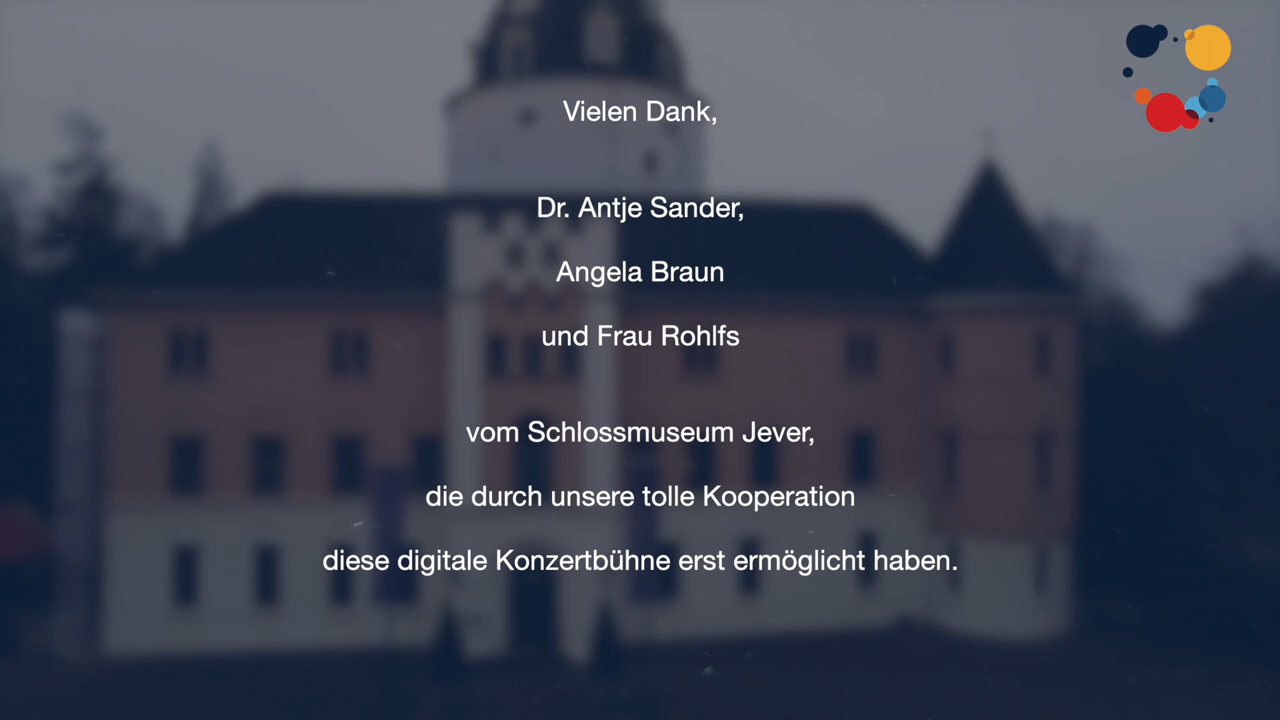 Vielen Dank,
Dr. Antje Sander,
Angela Braun
und Frau Rohlfs
vom Schlossmuseum Jever,
die durch unsere tolle Kooperation
diese digitale Konzertbühne erst ermöglicht haben.